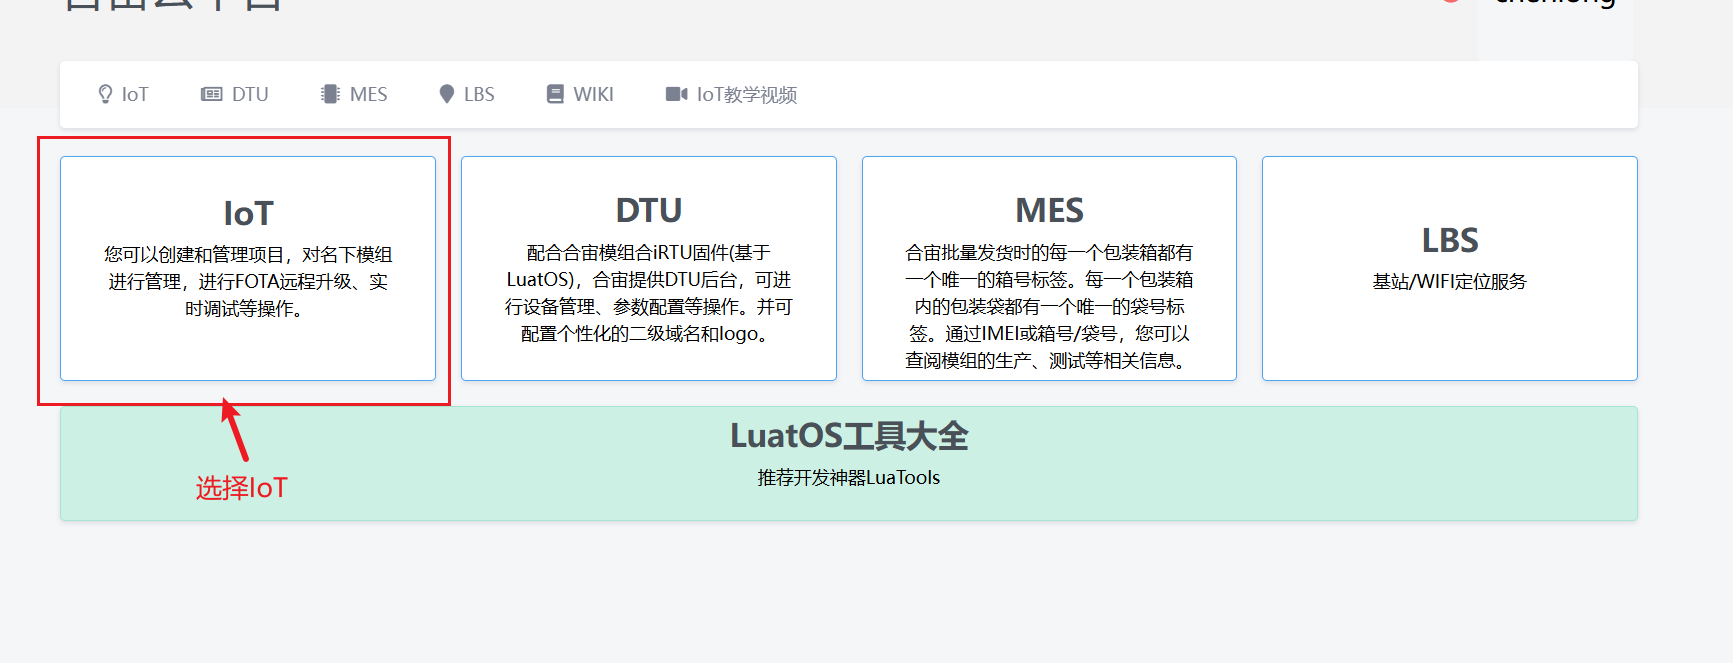 合宙云平台
chenlong
IoT
DTU
MES
LBS
WIKI
IoT教学视频
IoT
您可以创建和管理项目，对名下模组
进行管理，进行FOTA远程升级、实
时调试等操作。
DTU
配合合宙模组合iRTU固件(基于
LuatOS)，合宙提供DTU后台，可进
行设备管理、参数配置等操作。并可
配置个性化的二级域名和logo。
MES
合宙批量发货时的每一个包装箱都有
一个唯一的箱号标签。每一个包装箱
内的包装袋都有一个唯一的袋号标
签。通过IMEI或箱号/袋号，您可以
查阅模组的生产、测试等相关信息。
LBS
基站/WIFI定位服务
LuatOS工具大全
推荐开发神器LuaTools
选择IoT